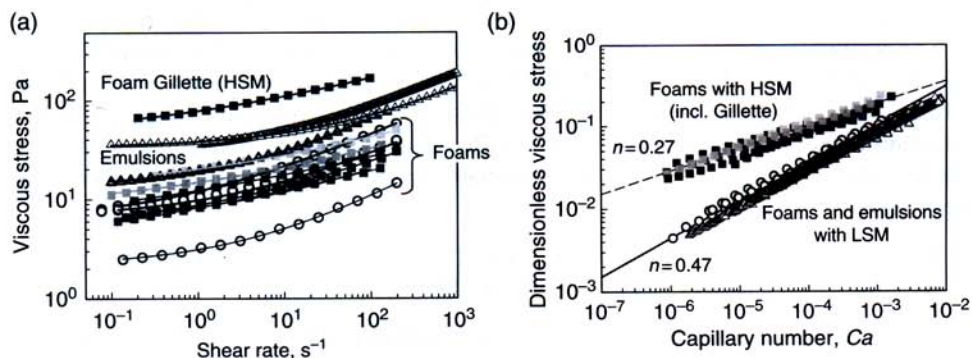 (a)
Viscous stress, Pa
10²
10¹
10⁰
Foam Gillette (HSM)
Emulsions
Foams
10⁻¹ 10⁰ 10¹ 10² 10³
Shear rate, s⁻¹
(b)
Dimensionless viscous stress
10⁰
10⁻¹
10⁻²
10⁻³
Foams with HSM
(incl. Gillette)
n=0.27
Foams and emulsions
with LSM
n=0.47
10⁻⁷ 10⁻⁶ 10⁻⁵ 10⁻⁴ 10⁻³ 10⁻²
Capillary number, Ca